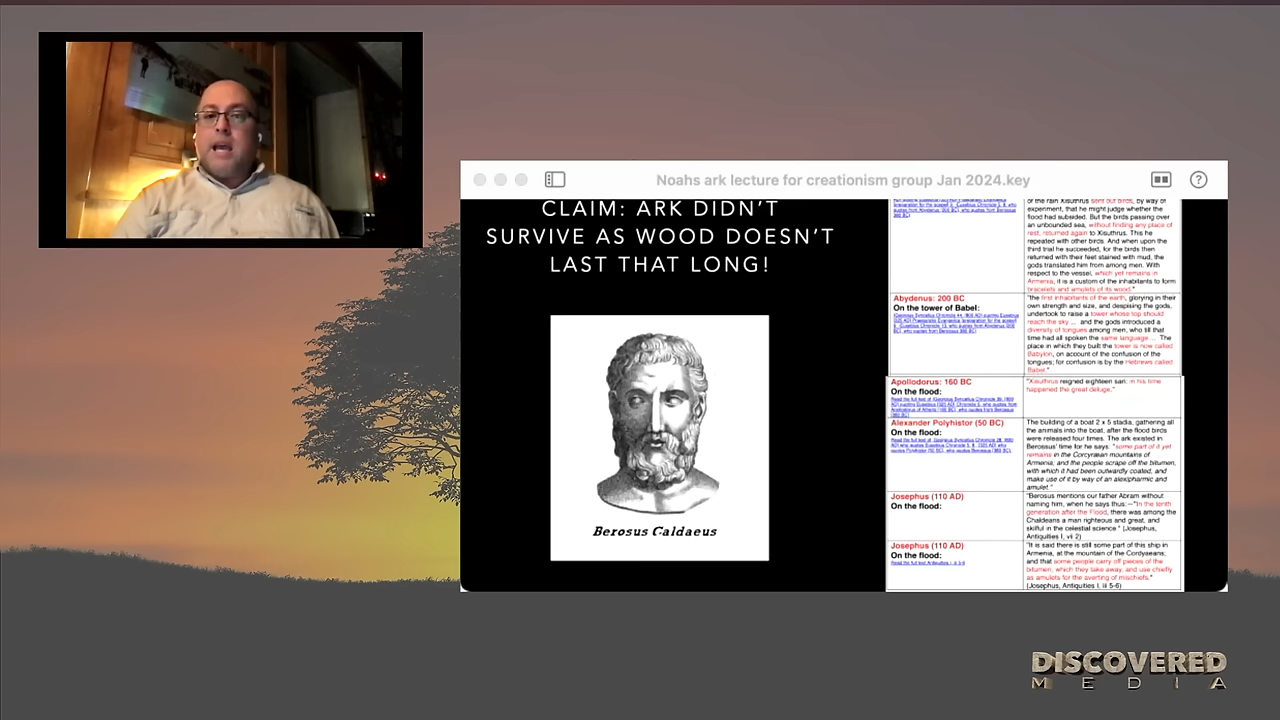 Noahs ark lecture for creationism group Jan 2024.key
CLAIM: ARK DIDN'T
SURVIVE AS WOOD DOESN'T
LAST THAT LONG!
Berosus Caldaeus
of the rain Xisuthrus sent out birds, by way of
experiment, that he might judge whether the
flood had subsided. But the birds passing over
an unbounded sea, without finding any place of
rest, returned again to Xisuthrus. This he
repeated with other birds. And when upon the
third trial he succeeded, for the birds then
returned with their feet stained with mud, the
gods translated him from among men. With
respect to the vessel, which yet remains in
Armenia, it is a custom of the inhabitants to form
bracelets and amulets of its wood."
Abydenus: 200 BC
On the tower of Babel:
"the first inhabitants of the earth, glorying in their
own strength and size, and despising the gods,
undertook to raise a tower whose top should
reach the sky ... and the gods introduced a
diversity of tongues among men, who till that
time had all spoken the same language.... The
place in which they built the tower is now called
Babylon, on account of the confusion of the
tongues; for confusion is by the Hebrews called
Babel."
Apollodorus: 160 BC
On the flood:
"Xisuthrus reigned eighteen sari: in his time
happened the great deluge."
Alexander Polyhistor (50 BC)
On the flood:
The building of a boat 2 x 5 stadia, gathering all
the animals into the boat, after the flood birds
were released four times. The ark existed in
Berosus' time for he says: "some part of it yet
remains in the Corcyræan mountains of
Armenia; and the people scrape off the bitumen,
with which it had been outwardly coated, and
make use of it by way of an alexipharmic and
amulet."
Josephus (110 AD)
On the flood:
"Berosus mentions our father Abram without
naming him, when he says thus:—"In the tenth
generation after the Flood, there was among the
Chaldeans a man righteous and great, and
skilful in the celestial science." (Josephus,
Antiquities I, vii 2)
Josephus (110 AD)
On the flood:
Read the full text Antiquities I, iii 5-6
"It is said there is still some part of this ship in
Armenia, at the mountain of the Cordyaeans;
and that some people carry off pieces of the
bitumen, which they take away, and use chiefly
as amulets for the averting of mischiefs."
(Josephus, Antiquities I, iii 5-6)
DISCOVERED
MEDIA